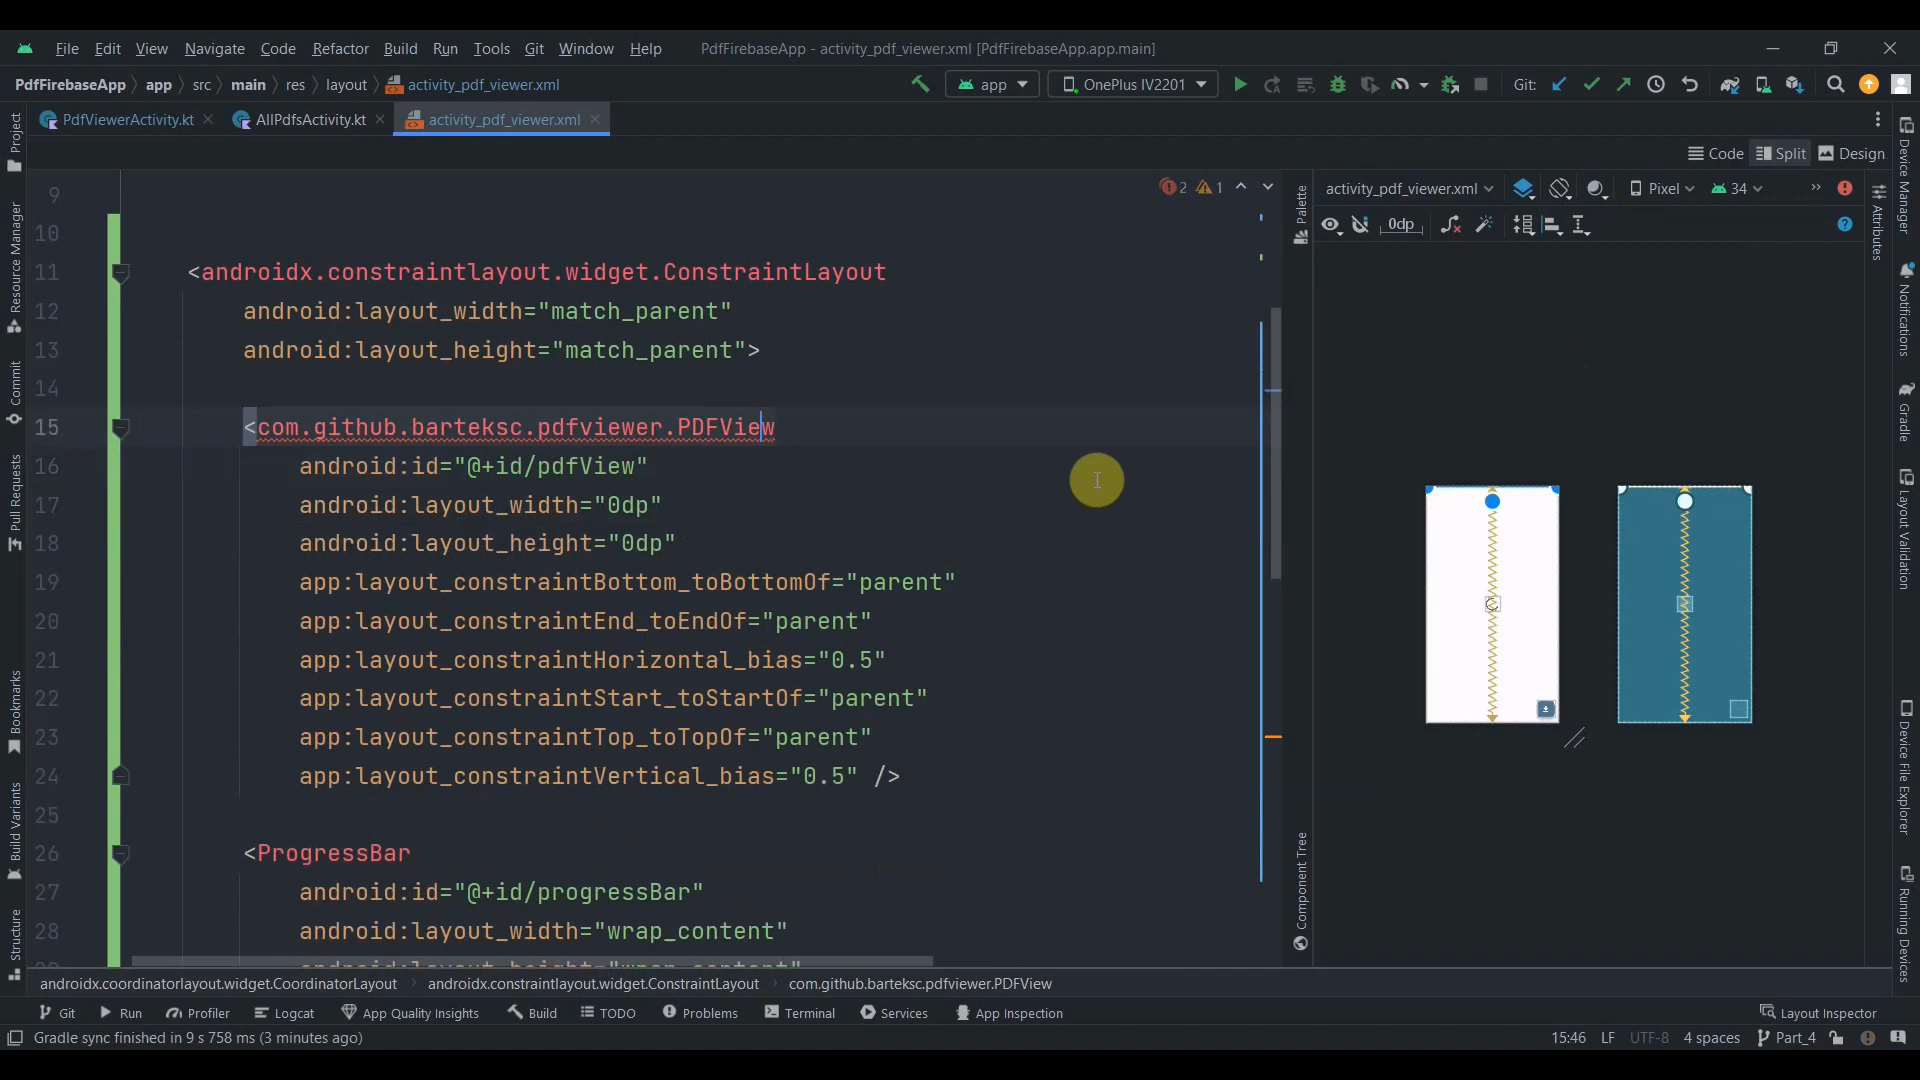 File Edit View Navigate Code Refactor Build Run Tools Git Window Help PdfFirebaseApp - activity_pdf_viewer.xml [PdfFirebaseApp.app.main]
PdfFirebaseApp app src main res layout activity_pdf_viewer.xml app OnePlus IV2201 Git:
PdfViewerActivity.kt AllPdfsActivity.kt activity_pdf_viewer.xml
Code Split Design
2 1
activity_pdf_viewer.xml Pixel 34
0dp
9
10
11 <androidx.constraintlayout.widget.ConstraintLayout
12 android:layout_width="match_parent"
13 android:layout_height="match_parent">
14
15 <com.github.barteksc.pdfviewer.PDFView
16 android:id="@+id/pdfView"
17 android:layout_width="0dp"
18 android:layout_height="0dp"
19 app:layout_constraintBottom_toBottomOf="parent"
20 app:layout_constraintEnd_toEndOf="parent"
21 app:layout_constraintHorizontal_bias="0.5"
22 app:layout_constraintStart_toStartOf="parent"
23 app:layout_constraintTop_toTopOf="parent"
24 app:layout_constraintVertical_bias="0.5" />
25
26 <ProgressBar
27 android:id="@+id/progressBar"
28 android:layout_width="wrap_content"
Project
Resource Manager
Commit
Pull Requests
Bookmarks
Build Variants
Structure
Palette
Component Tree
Attributes
Device Manager
Notifications
Gradle
Layout Validation
Device File Explorer
Running Devices
androidx.coordinatorlayout.widget.CoordinatorLayout androidx.constraintlayout.widget.ConstraintLayout com.github.barteksc.pdfviewer.PDFView
Git Run Profiler Logcat App Quality Insights Build TODO Problems Terminal Services App Inspection Layout Inspector
Gradle sync finished in 9 s 758 ms (3 minutes ago) 15:46 LF UTF-8 4 spaces Part_4